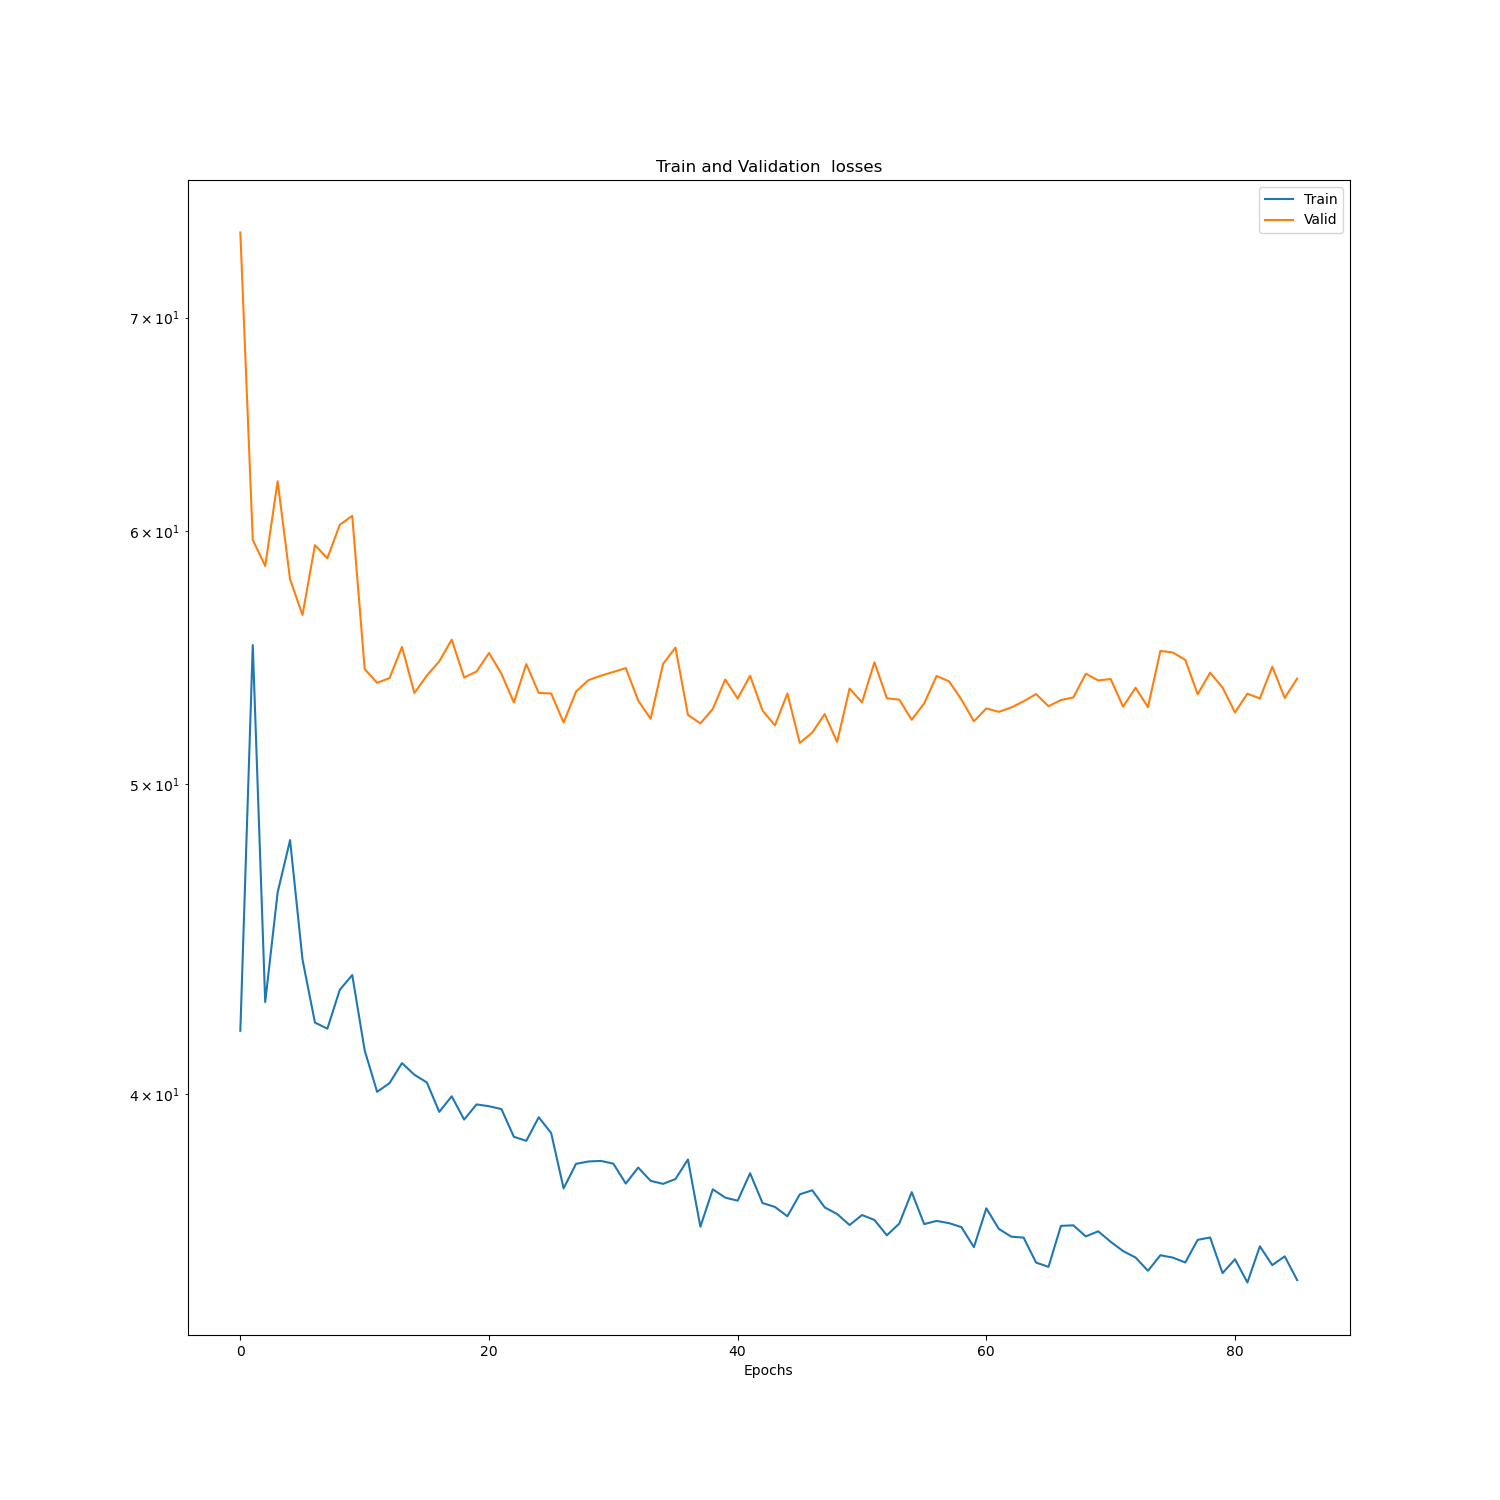 Train and Validation  losses
Train
Valid
7 × 10¹
6 × 10¹
5 × 10¹
4 × 10¹
0 20 40 60 80
Epochs